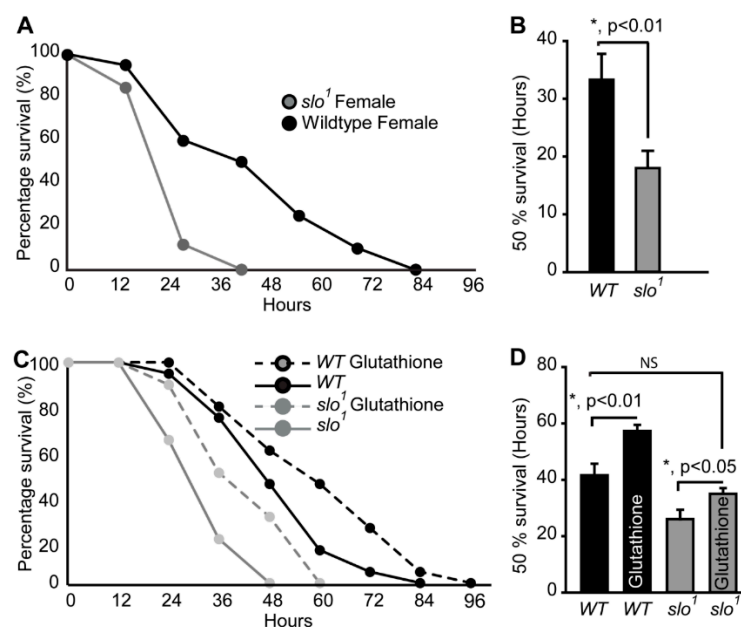 A
Percentage survival (%)
100
80
60
40
20
0
slo¹ Female
Wildtype Female
0 12 24 36 48 60 72 84 96
Hours
B
*, p<0.01
50 % survival (Hours)
40
30
20
10
0
WT slo¹
C
Percentage survival (%)
100
80
60
40
20
0
WT Glutathione
WT
slo¹ Glutathione
slo¹
0 12 24 36 48 60 72 84 96
Hours
D
NS
50 % survival (Hours)
80
60
40
20
0
*, p<0.01
*, p<0.05
Glutathione
Glutathione
WT WT slo¹ slo¹